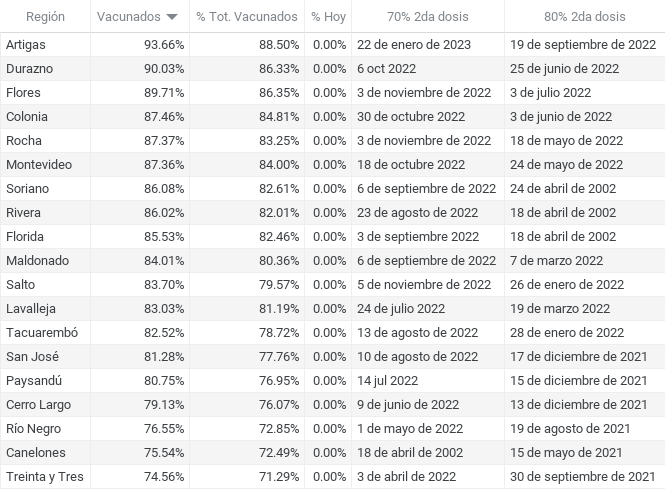 Región Vacunados % Tot. Vacunados % Hoy 70% 2da dosis 80% 2da dosis
Artigas 93.66% 88.50% 0.00% 22 de enero de 2023 19 de septiembre de 2022
Durazno 90.03% 86.33% 0.00% 6 oct 2022 25 de junio de 2022
Flores 89.71% 86.35% 0.00% 3 de noviembre de 2022 3 de julio 2022
Colonia 87.46% 84.81% 0.00% 30 de octubre 2022 3 de junio de 2022
Rocha 87.37% 83.25% 0.00% 3 de noviembre de 2022 18 de mayo de 2022
Montevideo 87.36% 84.00% 0.00% 18 de octubre 2022 24 de mayo de 2022
Soriano 86.08% 82.61% 0.00% 6 de septiembre de 2022 24 de abril de 2002
Rivera 86.02% 82.01% 0.00% 23 de agosto de 2022 18 de abril de 2002
Florida 85.53% 82.46% 0.00% 3 de septiembre 2022 18 de abril de 2002
Maldonado 84.01% 80.36% 0.00% 6 de septiembre de 2022 7 de marzo 2022
Salto 83.70% 79.57% 0.00% 5 de noviembre de 2022 26 de enero de 2022
Lavalleja 83.03% 81.19% 0.00% 24 de julio 2022 19 de marzo de 2022
Tacuarembó 82.52% 78.72% 0.00% 13 de agosto de 2022 28 de enero de 2022
San José 81.28% 77.76% 0.00% 10 de agosto de 2022 17 de diciembre de 2021
Paysandú 80.75% 76.95% 0.00% 14 jul 2022 15 de diciembre de 2021
Cerro Largo 79.13% 76.07% 0.00% 9 de junio de 2022 13 de diciembre de 2021
Río Negro 76.55% 72.85% 0.00% 1 de mayo de 2022 19 de agosto de 2021
Canelones 75.54% 72.49% 0.00% 18 de abril de 2002 15 de mayo de 2021
Treinta y Tres 74.56% 71.29% 0.00% 3 de abril de 2022 30 de septiembre de 2021